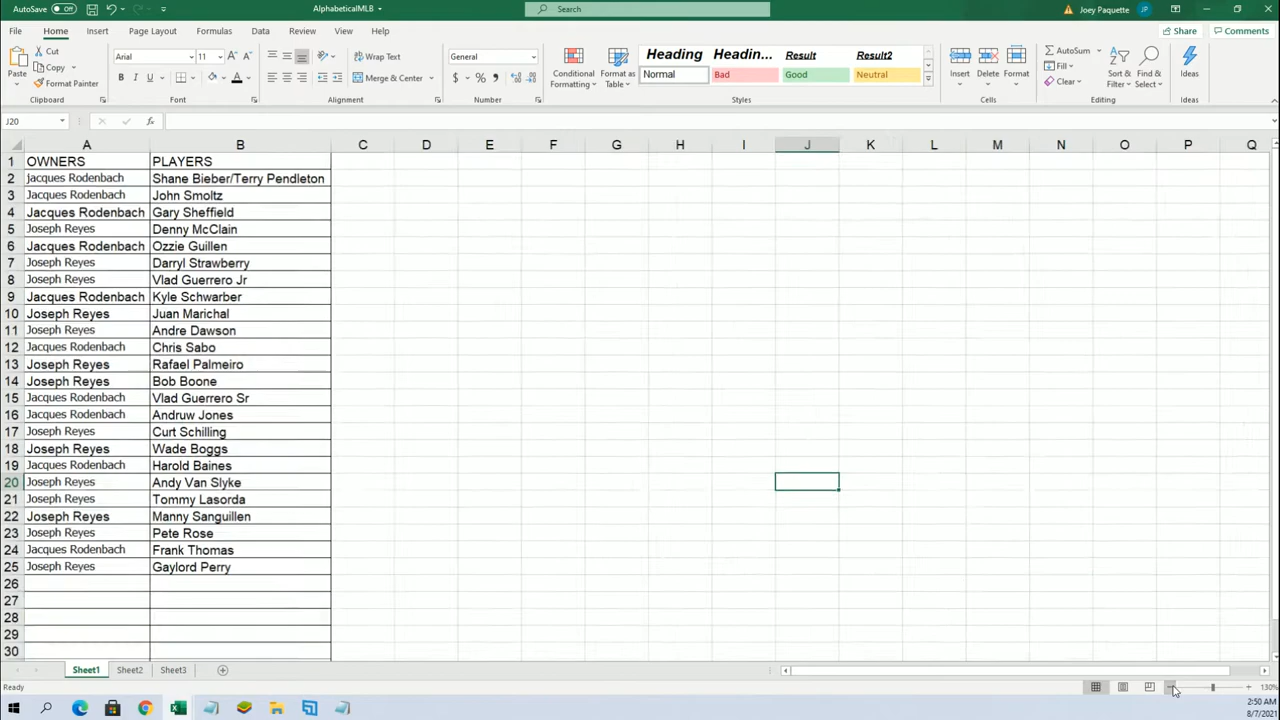 AutoSave Off AlphabeticalMLB Search Joey Paquette JP
File Home Insert Page Layout Formulas Data Review View Help Share Comments
Paste Cut Copy Format Painter Clipboard
Arial 11 B I U Font
Wrap Text Merge & Center Alignment
General $ % Number
Conditional Formatting Format as Table
Heading Headin... Result Result2
Normal Bad Good Neutral
Styles
Insert Delete Format Cells
AutoSum Fill Clear Sort & Filter Find & Select Editing
Ideas Ideas
J20 fx
A B C D E F G H I J K L M N O P Q
1 OWNERS PLAYERS
2 Jacques Rodenbach Shane Bieber/Terry Pendleton
3 Jacques Rodenbach John Smoltz
4 Jacques Rodenbach Gary Sheffield
5 Joseph Reyes Denny McClain
6 Jacques Rodenbach Ozzie Guillen
7 Joseph Reyes Darryl Strawberry
8 Joseph Reyes Vlad Guerrero Jr
9 Jacques Rodenbach Kyle Schwarber
10 Joseph Reyes Juan Marichal
11 Joseph Reyes Andre Dawson
12 Jacques Rodenbach Chris Sabo
13 Joseph Reyes Rafael Palmeiro
14 Joseph Reyes Bob Boone
15 Jacques Rodenbach Vlad Guerrero Sr
16 Jacques Rodenbach Andruw Jones
17 Joseph Reyes Curt Schilling
18 Joseph Reyes Wade Boggs
19 Jacques Rodenbach Harold Baines
20 Joseph Reyes Andy Van Slyke
21 Joseph Reyes Tommy Lasorda
22 Joseph Reyes Manny Sanguillen
23 Joseph Reyes Pete Rose
24 Jacques Rodenbach Frank Thomas
25 Joseph Reyes Gaylord Perry
26
27
28
29
30
Sheet1 Sheet2 Sheet3
Ready 130%
2:50 AM
8/7/2021